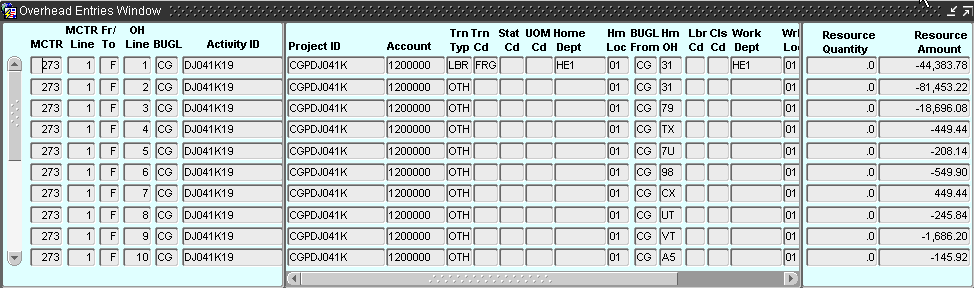 Overhead Entries Window
MCTR Fr/ OH Trn Trn Stat UOM Home Hm BUGL Hm Lbr Cls Work Wrk Resource Resource
MCTR Line To Line BUGL Activity ID Project ID Account Typ Cd Cd Cd Dept Loc From OH Cd Cd Dept Loc Quantity Amount
273 1 F 1 CG DJ041K19 CGPDJ041K 1200000 LBR FRG HE1 01 CG 31 HE1 01 .0 -44,383.78
273 1 F 2 CG DJ041K19 CGPDJ041K 1200000 OTH 01 CG 31 01 .0 -81,453.22
273 1 F 3 CG DJ041K19 CGPDJ041K 1200000 OTH 01 CG 79 01 .0 -18,696.08
273 1 F 4 CG DJ041K19 CGPDJ041K 1200000 OTH 01 CG TX 01 .0 -449.44
273 1 F 5 CG DJ041K19 CGPDJ041K 1200000 OTH 01 CG 7U 01 .0 -208.14
273 1 F 6 CG DJ041K19 CGPDJ041K 1200000 OTH 01 CG 98 01 .0 -549.90
273 1 F 7 CG DJ041K19 CGPDJ041K 1200000 OTH 01 CG CX 01 .0 449.44
273 1 F 8 CG DJ041K19 CGPDJ041K 1200000 OTH 01 CG UT 01 .0 -245.84
273 1 F 9 CG DJ041K19 CGPDJ041K 1200000 OTH 01 CG VT 01 .0 -1,686.20
273 1 F 10 CG DJ041K19 CGPDJ041K 1200000 OTH 01 CG A5 01 .0 -145.92